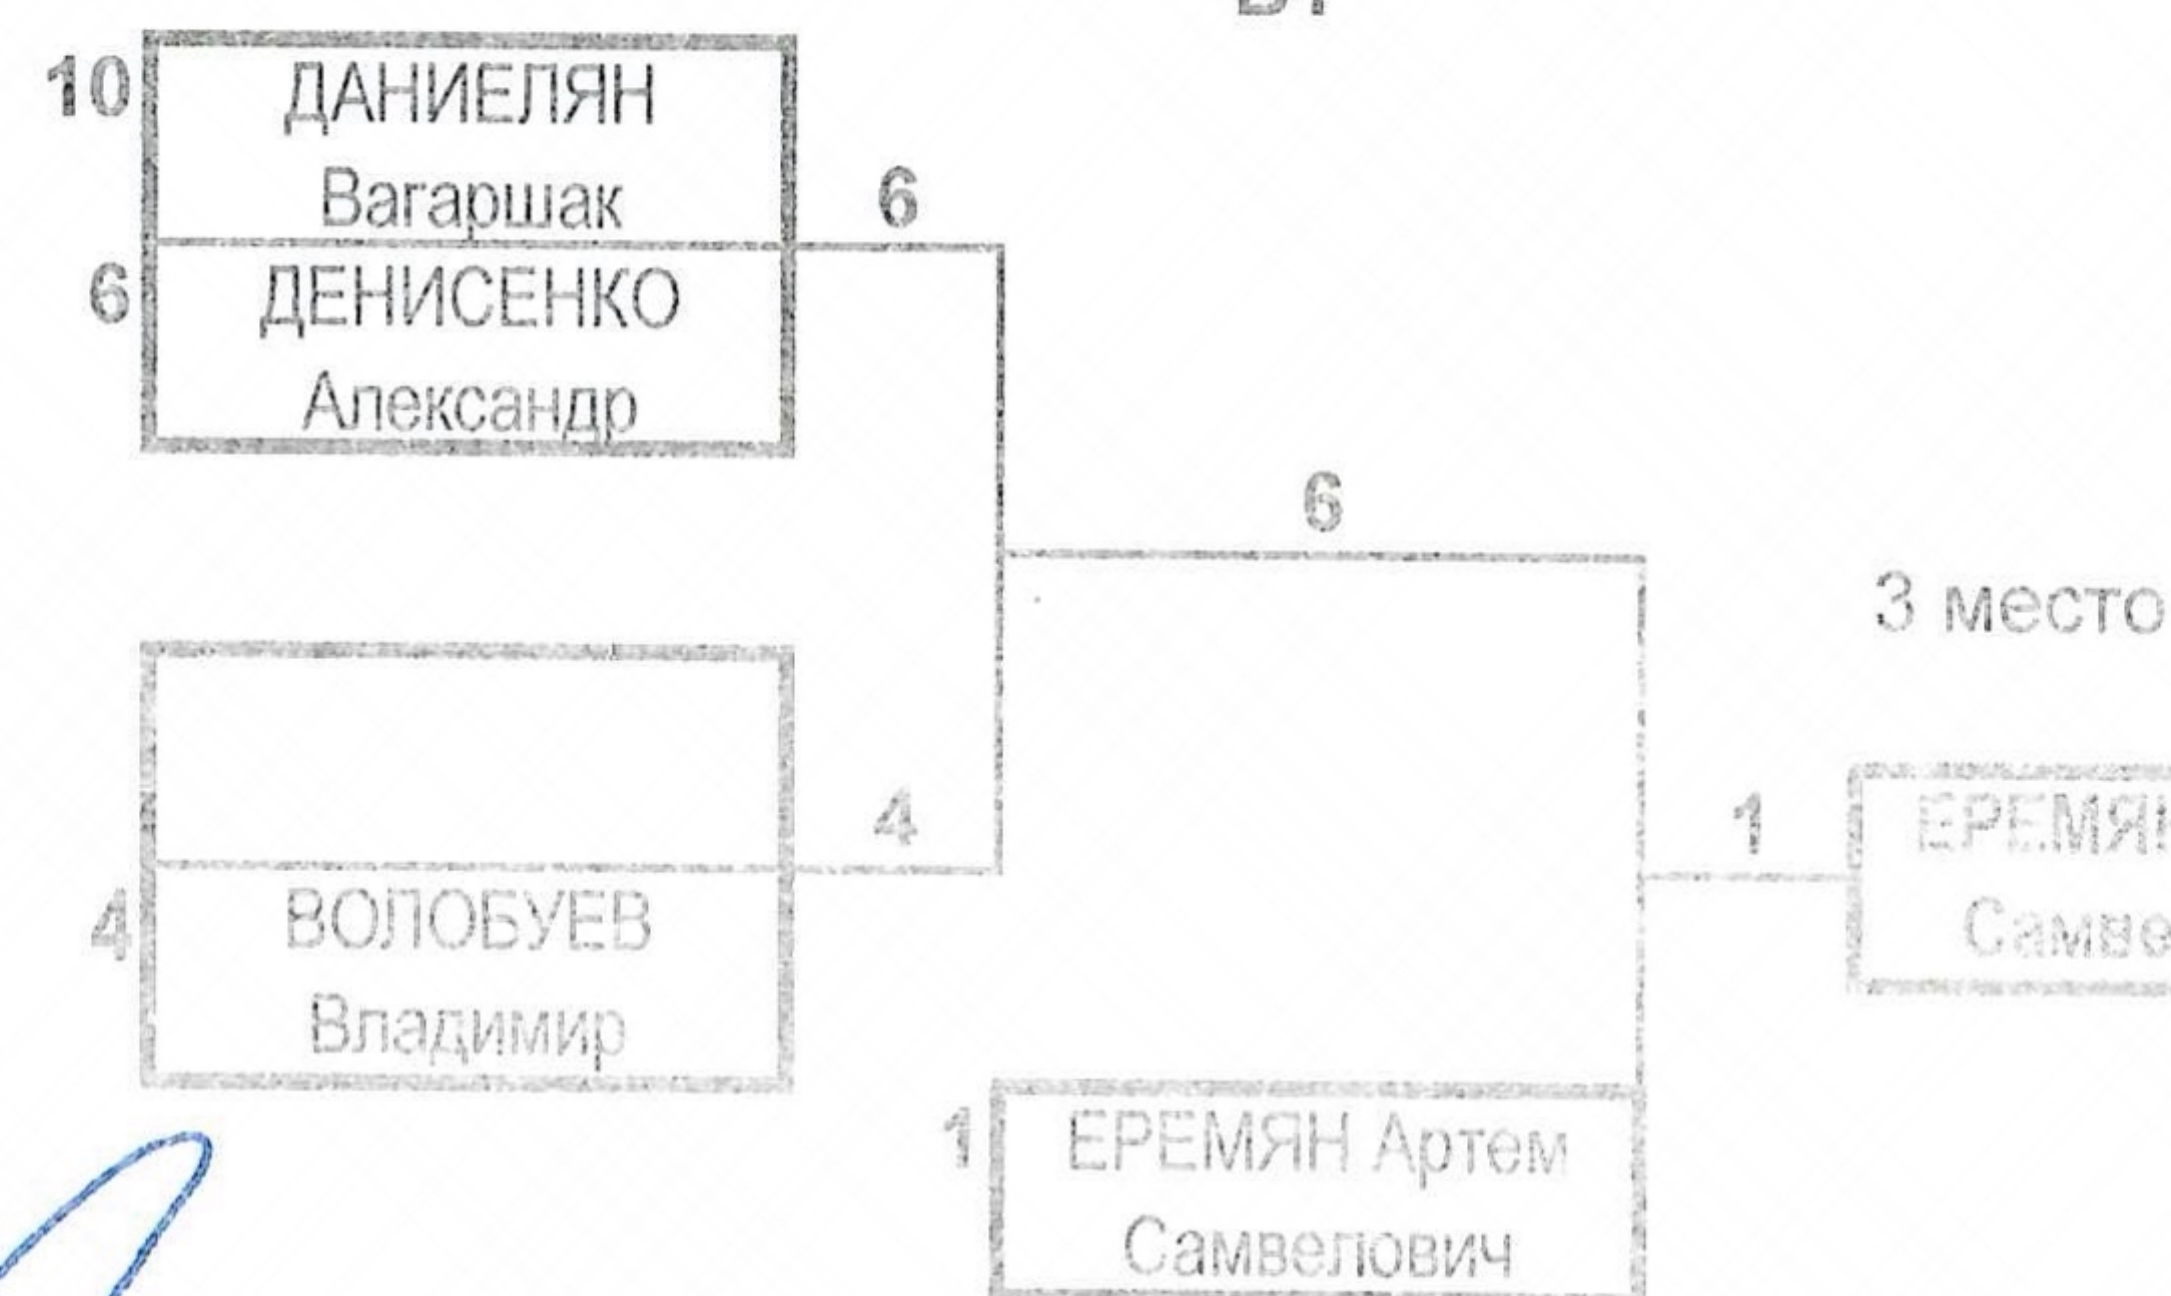 10 ДАНИЕЛЯН
Вагаршак
6
6 ДЕНИСЕНКО
Александр
6
3 место
4
1
4 ВОЛОБУЕВ
Владимир
1 ЕРЕМЯН Артем
Самвелович